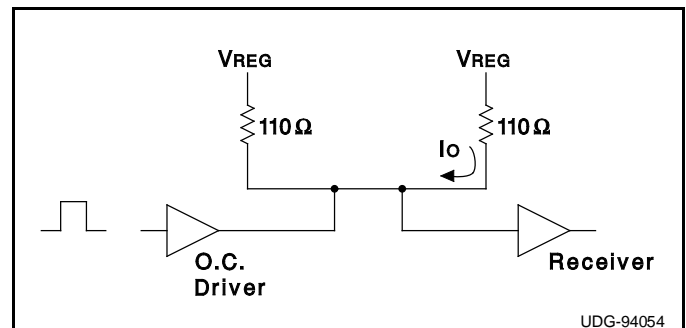 VREG
VREG
110Ω
110Ω
Io
O.C.
Driver
Receiver
UDG-94054